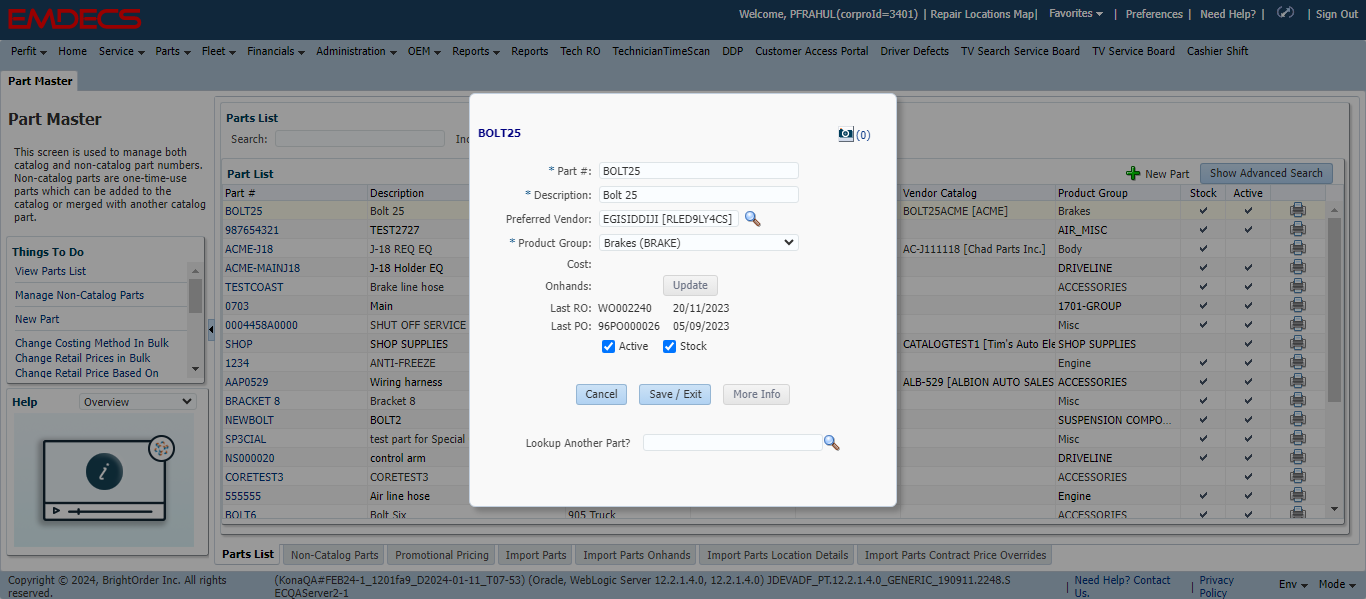 EMDECS
Welcome, PFRAHUL(corproId=3401) | Repair Locations Map| Favorites | Preferences | Need Help? | | Sign Out
Perfit Home Service Parts Fleet Financials Administration OEM Reports Reports Tech RO TechnicianTimeScan DDP Customer Access Portal Driver Defects TV Search Service Board TV Service Board Cashier Shift
Part Master
Part Master
This screen is used to manage both
catalog and non-catalog part numbers.
Non-catalog parts are one-time-use
parts which can be added to the
catalog or merged with another catalog
part.
Things To Do
View Parts List
Manage Non-Catalog Parts
New Part
Change Costing Method In Bulk
Change Retail Prices in Bulk
Change Retail Price Based On
Help Overview
Parts List
Search:
Part List
New Part Show Advanced Search
Part # Description Vendor Catalog Product Group Stock Active
BOLT25 Bolt 25 BOLT25ACME [ACME] Brakes
987654321 TEST2727 AIR_MISC
ACME-J18 J-18 REQ EQ AC-J111118 [Chad Parts Inc.] Body
ACME-MAINJ18 J-18 Holder EQ DRIVELINE
TESTCOAST Brake line hose ACCESSORIES
0703 Main 1701-GROUP
0004458A0000 SHUT OFF SERVICE Misc
SHOP SHOP SUPPLIES CATALOGTEST1 [Tim's Auto Ele SHOP SUPPLIES
1234 ANTI-FREEZE Engine
AAP0529 Wiring harness ALB-529 [ALBION AUTO SALES ACCESSORIES
BRACKET 8 Bracket 8 Misc
NEWBOLT BOLT2 SUSPENSION COMPO...
SP3CIAL test part for Special Misc
NS000020 control arm DRIVELINE
CORETEST3 CORETEST3 ACCESSORIES
555555 Air line hose Engine
BOLT6 Bolt Six 905 Truck ACCESSORIES
BOLT25
(0)
* Part #: BOLT25
* Description: Bolt 25
Preferred Vendor: EGISIDDIJI [RLED9LY4CS]
* Product Group: Brakes (BRAKE)
Cost:
Onhands: Update
Last RO: WO002240 20/11/2023
Last PO: 96PO000026 05/09/2023
Active Stock
Cancel Save / Exit More Info
Lookup Another Part?
Parts List Non-Catalog Parts Promotional Pricing Import Parts Import Parts Onhands Import Parts Location Details Import Parts Contract Price Overrides
Copyright © 2024, BrightOrder Inc. All rights
reserved.
(KonaQA#FEB24-1_1201fa9_D2024-01-11_T07-53) (Oracle, WebLogic Server 12.2.1.4.0, 12.2.1.4.0) JDEVADF_PT.12.2.1.4.0_GENERIC_190911.2248.S
ECQAServer2-1
| Need Help? Contact
Us.
| Privacy
Policy
Env Mode